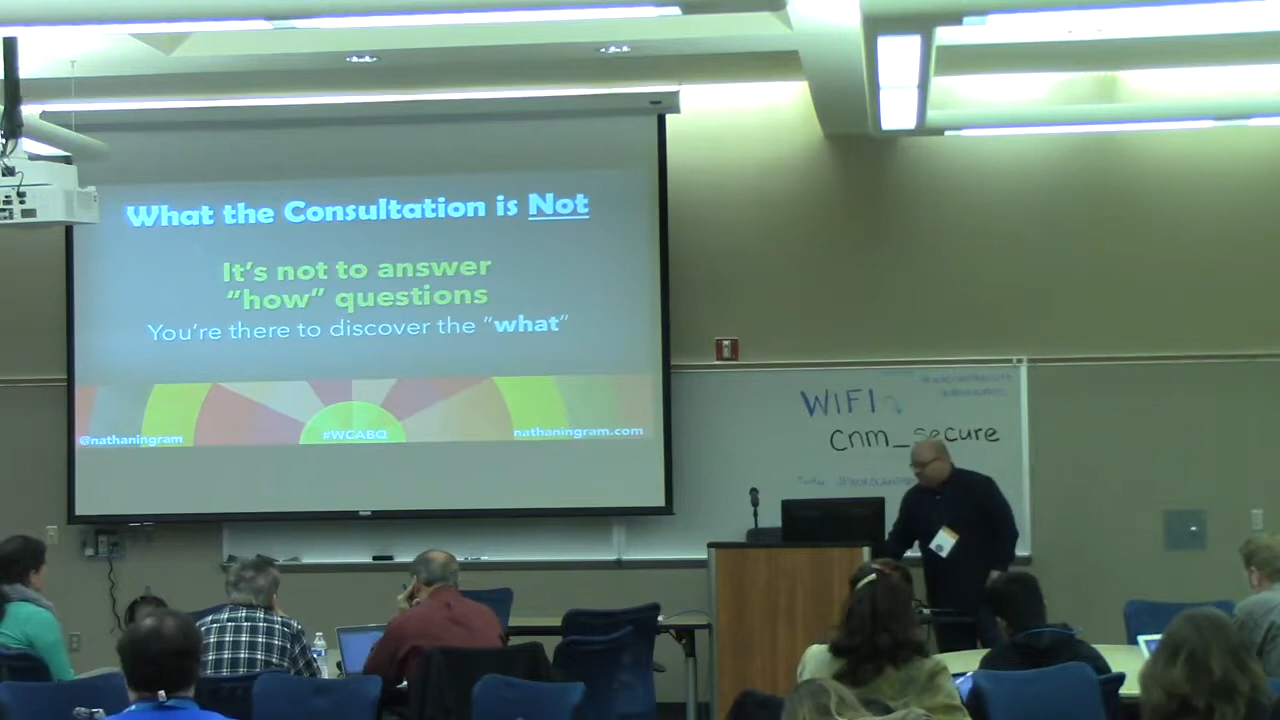 What the Consultation is Not
It's not to answer
"how" questions
You're there to discover the "what"
@nathaningram
#WCABQ
nathaningram.com
WIFI
cnm_secure
Twitter